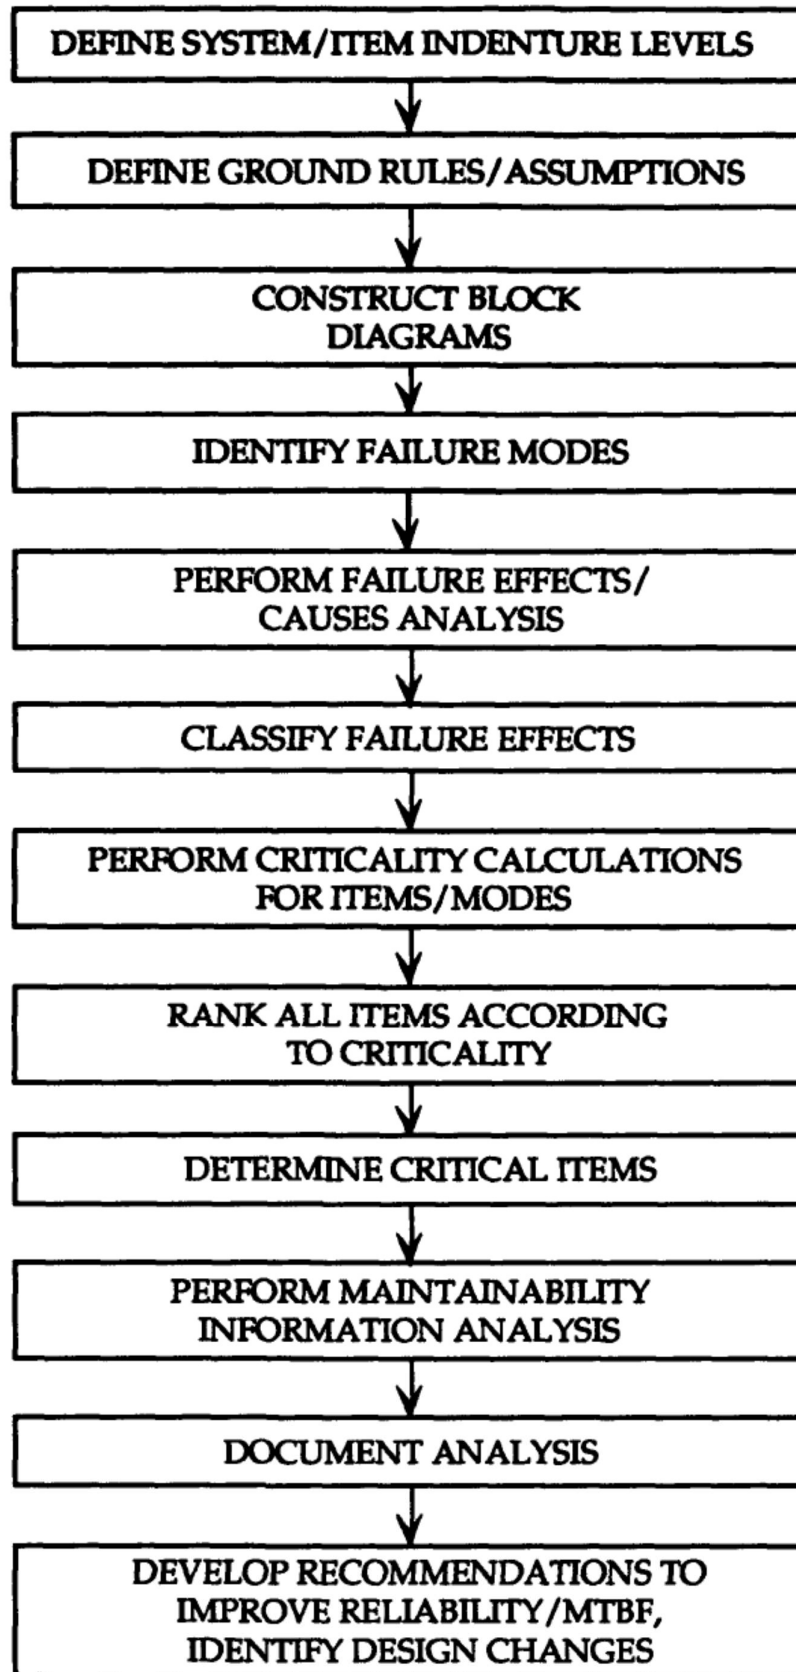 DEFINE SYSTEM/ITEM INDENTURE LEVELS
DEFINE GROUND RULES/ASSUMPTIONS
CONSTRUCT BLOCK
DIAGRAMS
IDENTIFY FAILURE MODES
PERFORM FAILURE EFFECTS/
CAUSES ANALYSIS
CLASSIFY FAILURE EFFECTS
PERFORM CRITICALITY CALCULATIONS
FOR ITEMS/MODES
RANK ALL ITEMS ACCORDING
TO CRITICALITY
DETERMINE CRITICAL ITEMS
PERFORM MAINTAINABILITY
INFORMATION ANALYSIS
DOCUMENT ANALYSIS
DEVELOP RECOMMENDATIONS TO
IMPROVE RELIABILITY/MTBF,
IDENTIFY DESIGN CHANGES